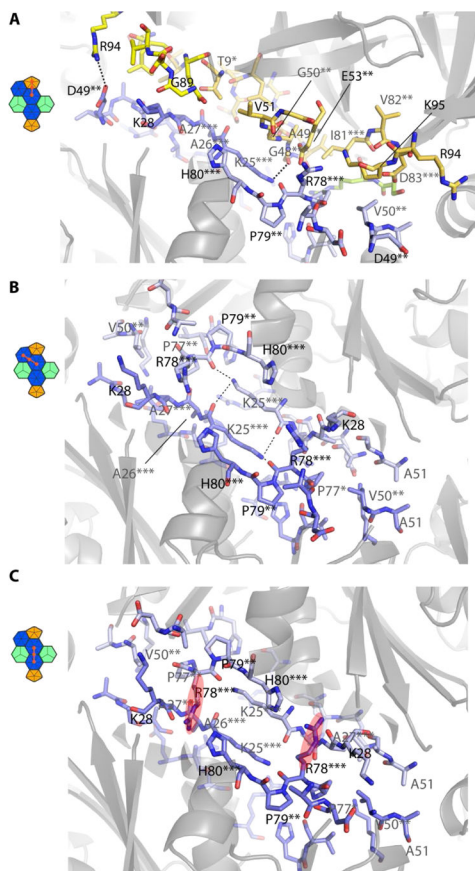 A
R94
T9*
G89
G50**
E53**
D49**
V51
V82**
K28
A27***
A49**
I81***
K95
A26***
G48**
R94
K25***
H80***
R78***
D83***
P79**
V50**
D49**
B
P79**
V50**
P77**
H80***
R78***
K28
K25***
A27***
K28
K25***
A26***
R78***
A51
H80***
P77*
V50**
P79**
A51
C
V50**
P79**
P77*
H80***
R78***
K25
K28
A26***
A27***
K25***
K28
H80***
R78***
A51
P77
P79**
V50**
A51